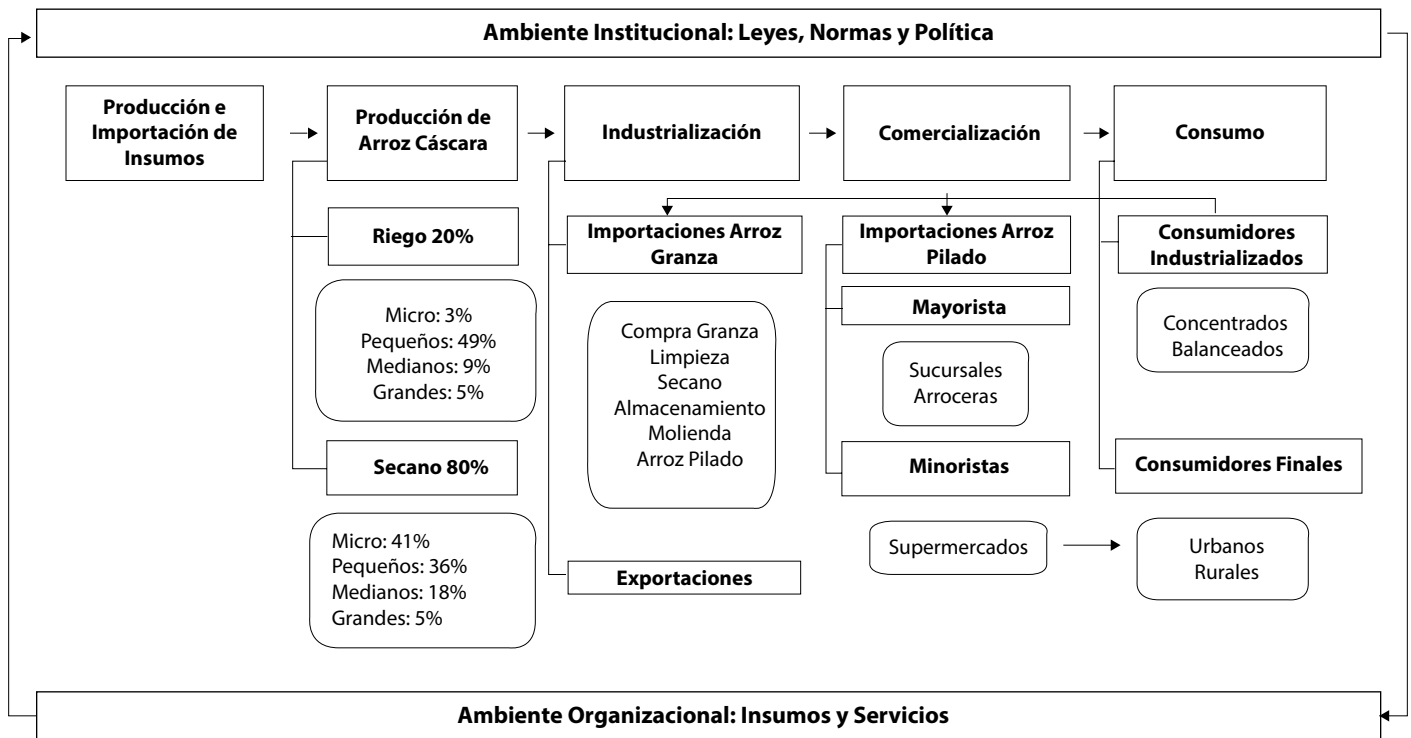 Ambiente Institucional: Leyes, Normas y Política
Producción e
Importación de
Insumos
Producción de
Arroz Cáscara
Industrialización
Comercialización
Consumo
Riego 20%
Micro: 3%
Pequeños: 49%
Medianos: 9%
Grandes: 5%
Secano 80%
Micro: 41%
Pequeños: 36%
Medianos: 18%
Grandes: 5%
Importaciones Arroz
Granza
Compra Granza
Limpieza
Secano
Almacenamiento
Molienda
Arroz Pilado
Exportaciones
Importaciones Arroz
Pilado
Mayorista
Sucursales
Arroceras
Minoristas
Supermercados
Consumidores
Industrializados
Concentrados
Balanceados
Consumidores Finales
Urbanos
Rurales
Ambiente Organizacional: Insumos y Servicios